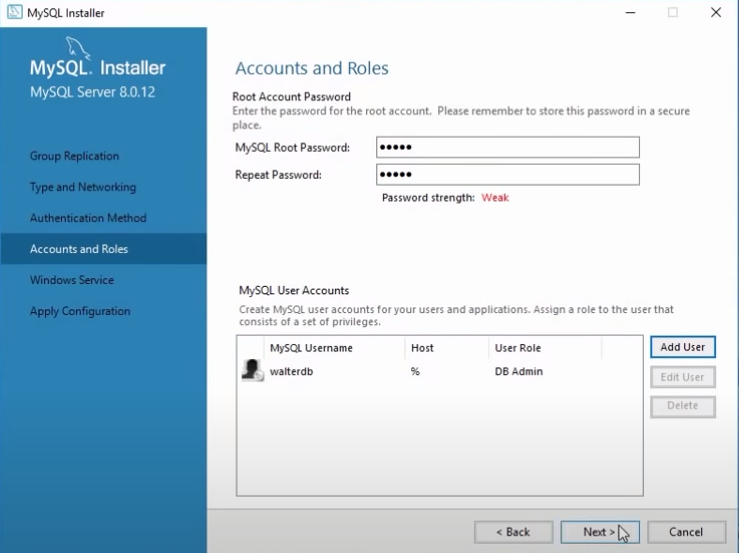 MySQL Installer
MySQL. Installer
MySQL Server 8.0.12
Group Replication
Type and Networking
Authentication Method
Accounts and Roles
Windows Service
Apply Configuration
Accounts and Roles
Root Account Password
Enter the password for the root account. Please remember to store this password in a secure
place.
MySQL Root Password: •••••
Repeat Password: •••••
Password strength: Weak
MySQL User Accounts
Create MySQL user accounts for your users and applications. Assign a role to the user that
consists of a set of privileges.
MySQL Username Host User Role
walterdb % DB Admin
Add User
Edit User
Delete
< Back Next > Cancel